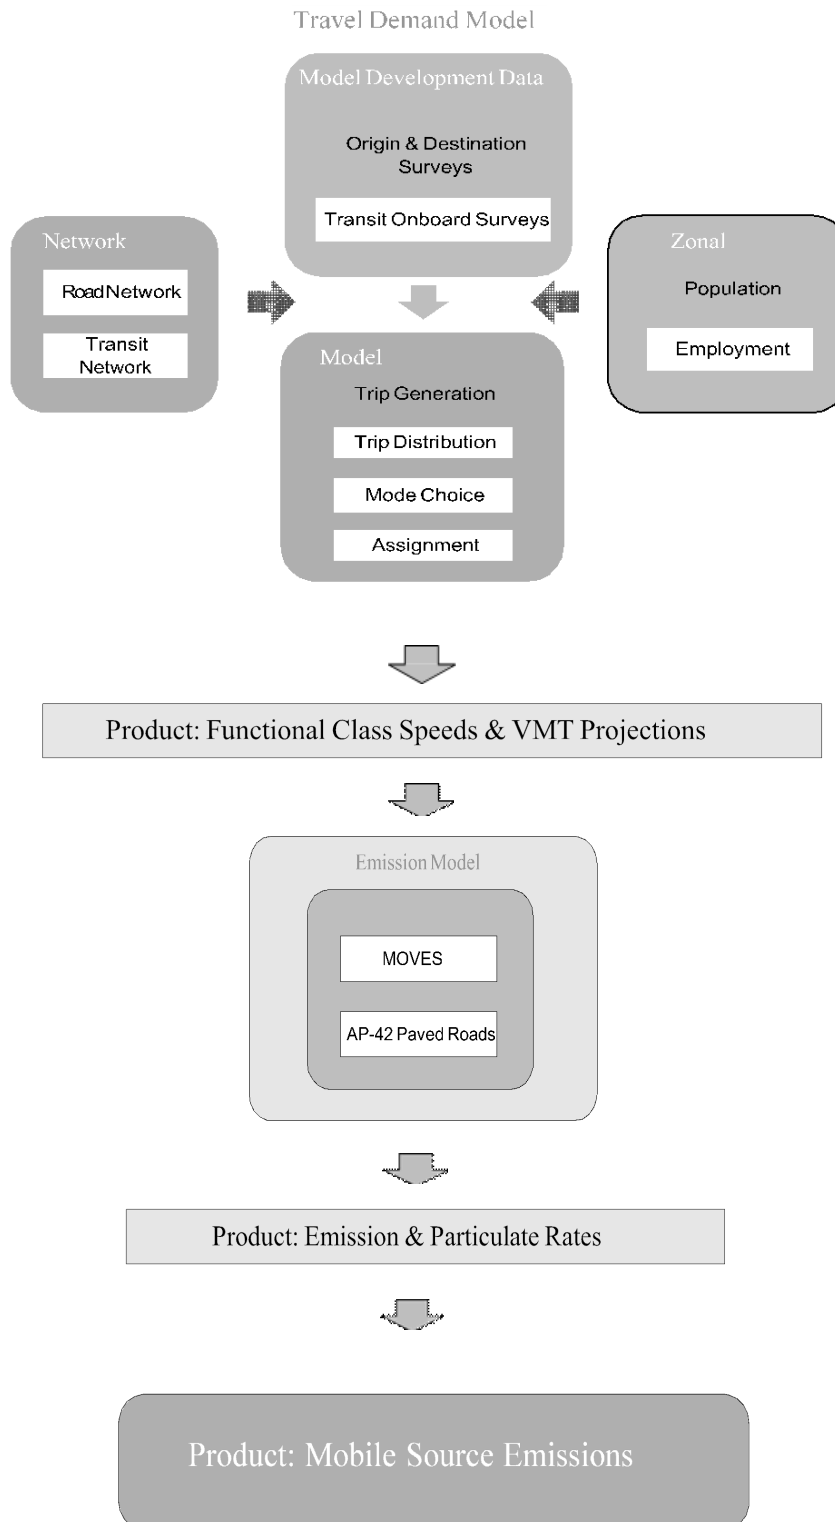 Travel Demand Model
Model Development Data
Origin & Destination
Surveys
Transit Onboard Surveys
Network
Road Network
Transit
Network
Zonal
Population
Employment
Model
Trip Generation
Trip Distribution
Mode Choice
Assignment
Product: Functional Class Speeds & VMT Projections
Emission Model
MOVES
AP-42 Paved Roads
Product: Emission & Particulate Rates
Product: Mobile Source Emissions